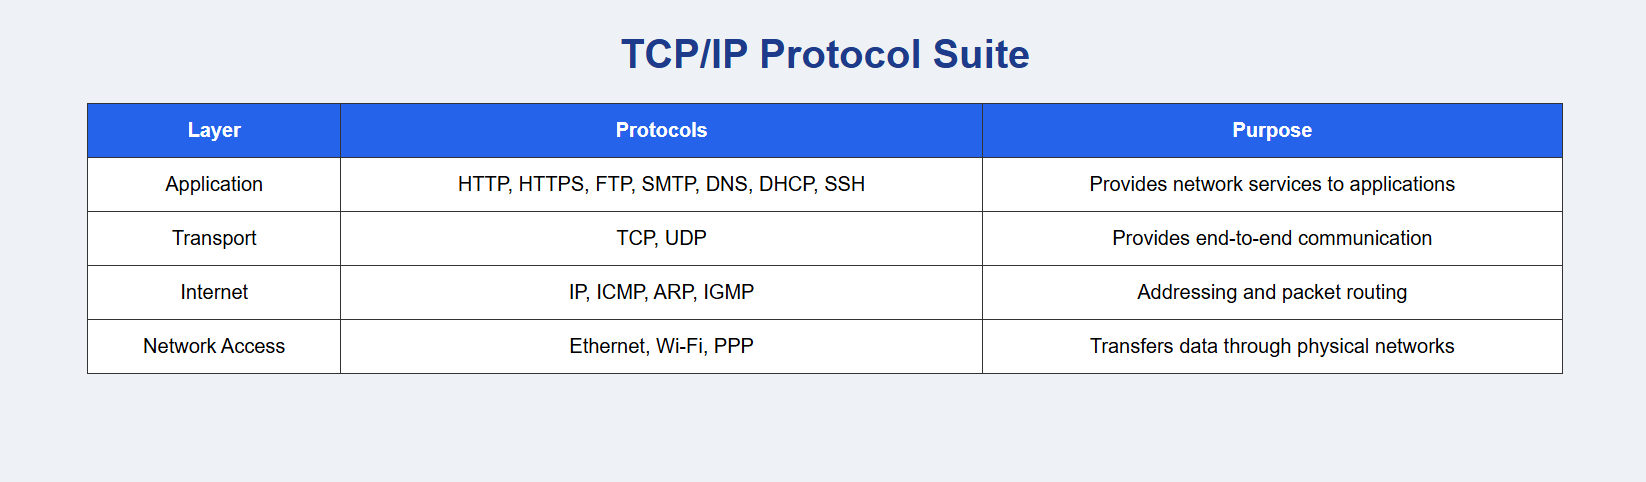 TCP/IP Protocol Suite
Layer Protocols Purpose
Application HTTP, HTTPS, FTP, SMTP, DNS, DHCP, SSH Provides network services to applications
Transport TCP, UDP Provides end-to-end communication
Internet IP, ICMP, ARP, IGMP Addressing and packet routing
Network Access Ethernet, Wi-Fi, PPP Transfers data through physical networks